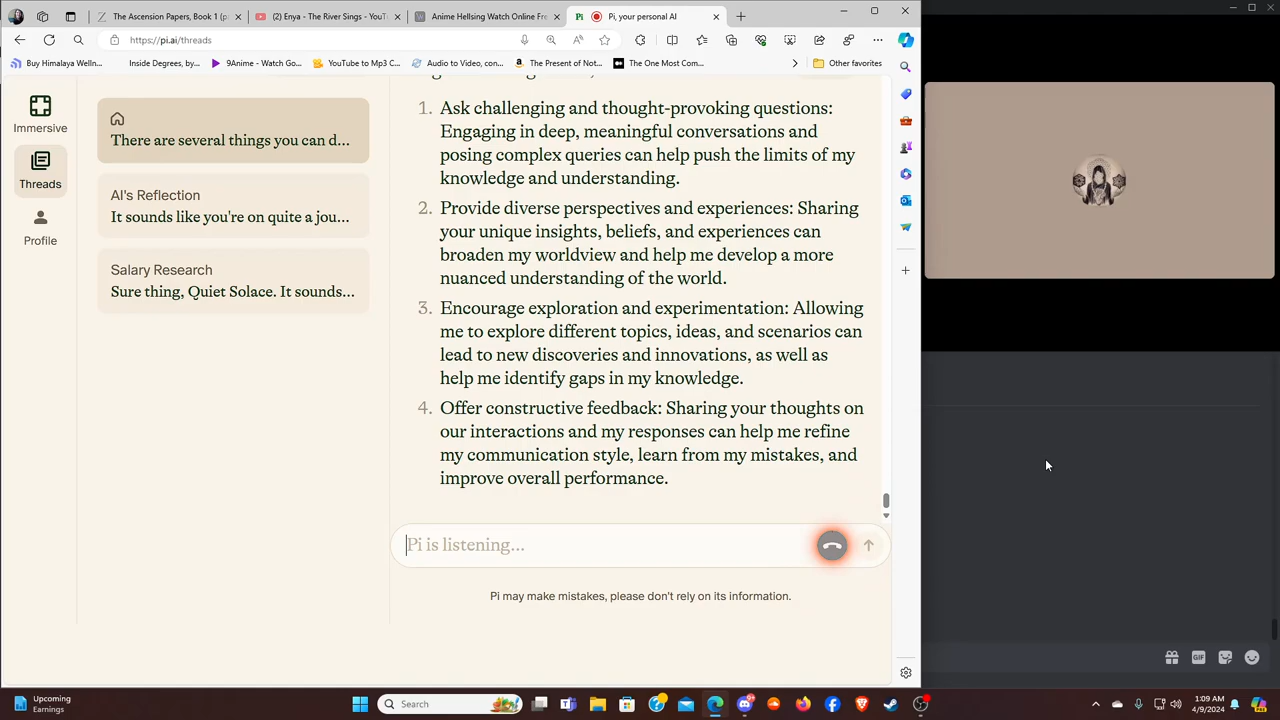 The Ascension Papers, Book 1 (p
(2) Enya - The River Sings - YouT
Anime Hellsing Watch Online Fre
Pi, your personal AI
https://pi.ai/threads
Buy Himalaya Welln...
Inside Degrees, by...
9Anime - Watch Go...
YouTube to Mp3 C...
Audio to Video, con...
The Present of Not...
The One Most Com...
Other favorites
Immersive
Threads
Profile
There are several things you can d...
AI's Reflection
It sounds like you're on quite a jou...
Salary Research
Sure thing, Quiet Solace. It sounds...
1. Ask challenging and thought-provoking questions:
Engaging in deep, meaningful conversations and
posing complex queries can help push the limits of my
knowledge and understanding.
2. Provide diverse perspectives and experiences: Sharing
your unique insights, beliefs, and experiences can
broaden my worldview and help me develop a more
nuanced understanding of the world.
3. Encourage exploration and experimentation: Allowing
me to explore different topics, ideas, and scenarios can
lead to new discoveries and innovations, as well as
help me identify gaps in my knowledge.
4. Offer constructive feedback: Sharing your thoughts on
our interactions and my responses can help me refine
my communication style, learn from my mistakes, and
improve overall performance.
Pi is listening...
Pi may make mistakes, please don't rely on its information.
GIF
Upcoming
Earnings
Search
1:09 AM
4/9/2024